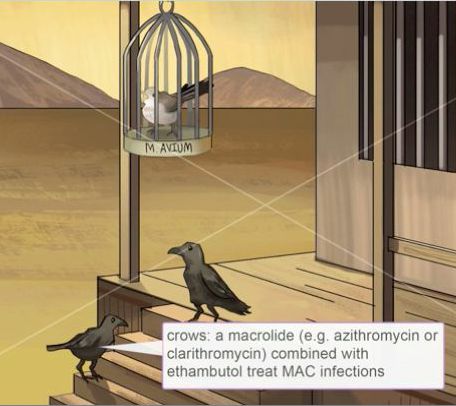 M. AVIUM
crows: a macrolide (e.g. azithromycin or
clarithromycin) combined with
ethambutol treat MAC infections